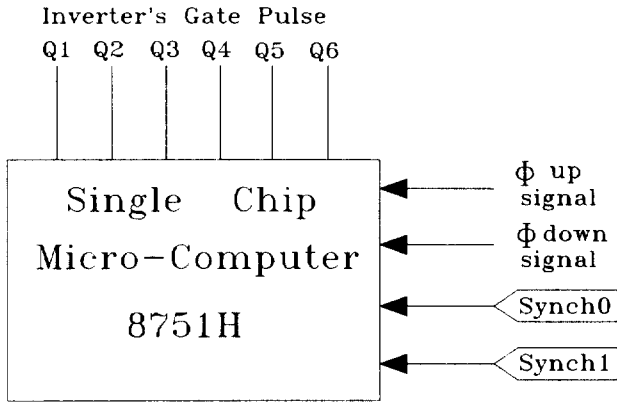 Inverter's Gate Pulse
Q1 Q2 Q3 Q4 Q5 Q6
Single Chip
Micro-Computer
8751H
Φ up
signal
Φ down
signal
Synch0
Synch1